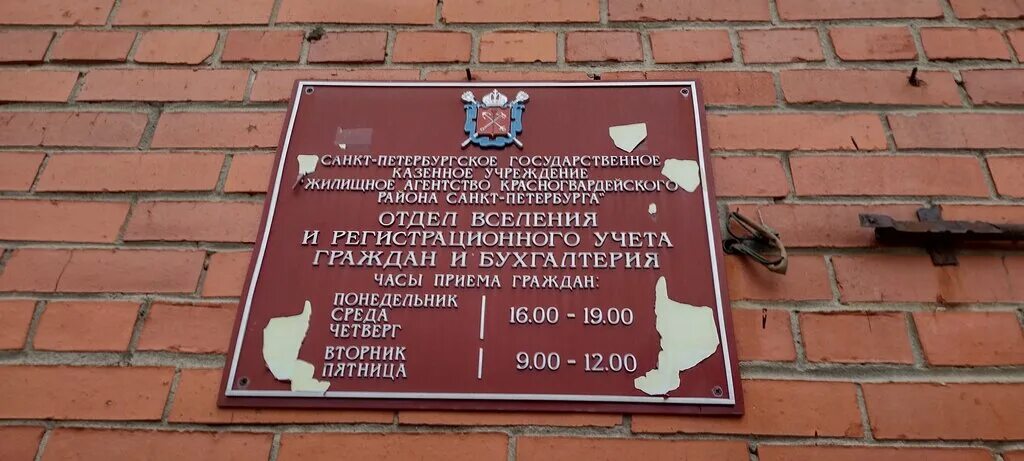 САНКТ-ПЕТЕРБУРГСКОЕ ГОСУДАРСТВЕННОЕ
КАЗЕННОЕ УЧРЕЖДЕНИЕ
"ЖИЛИЩНОЕ АГЕНТСТВО КРАСНОГВАРДЕЙСКОГО
РАЙОНА САНКТ-ПЕТЕРБУРГА"
ОТДЕЛ ВСЕЛЕНИЯ
И РЕГИСТРАЦИОННОГО УЧЕТА
ГРАЖДАН И БУХГАЛТЕРИЯ
ЧАСЫ ПРИЕМА ГРАЖДАН:
ПОНЕДЕЛЬНИК
СРЕДА 16.00 - 19.00
ЧЕТВЕРГ
ВТОРНИК 9.00 - 12.00
ПЯТНИЦА